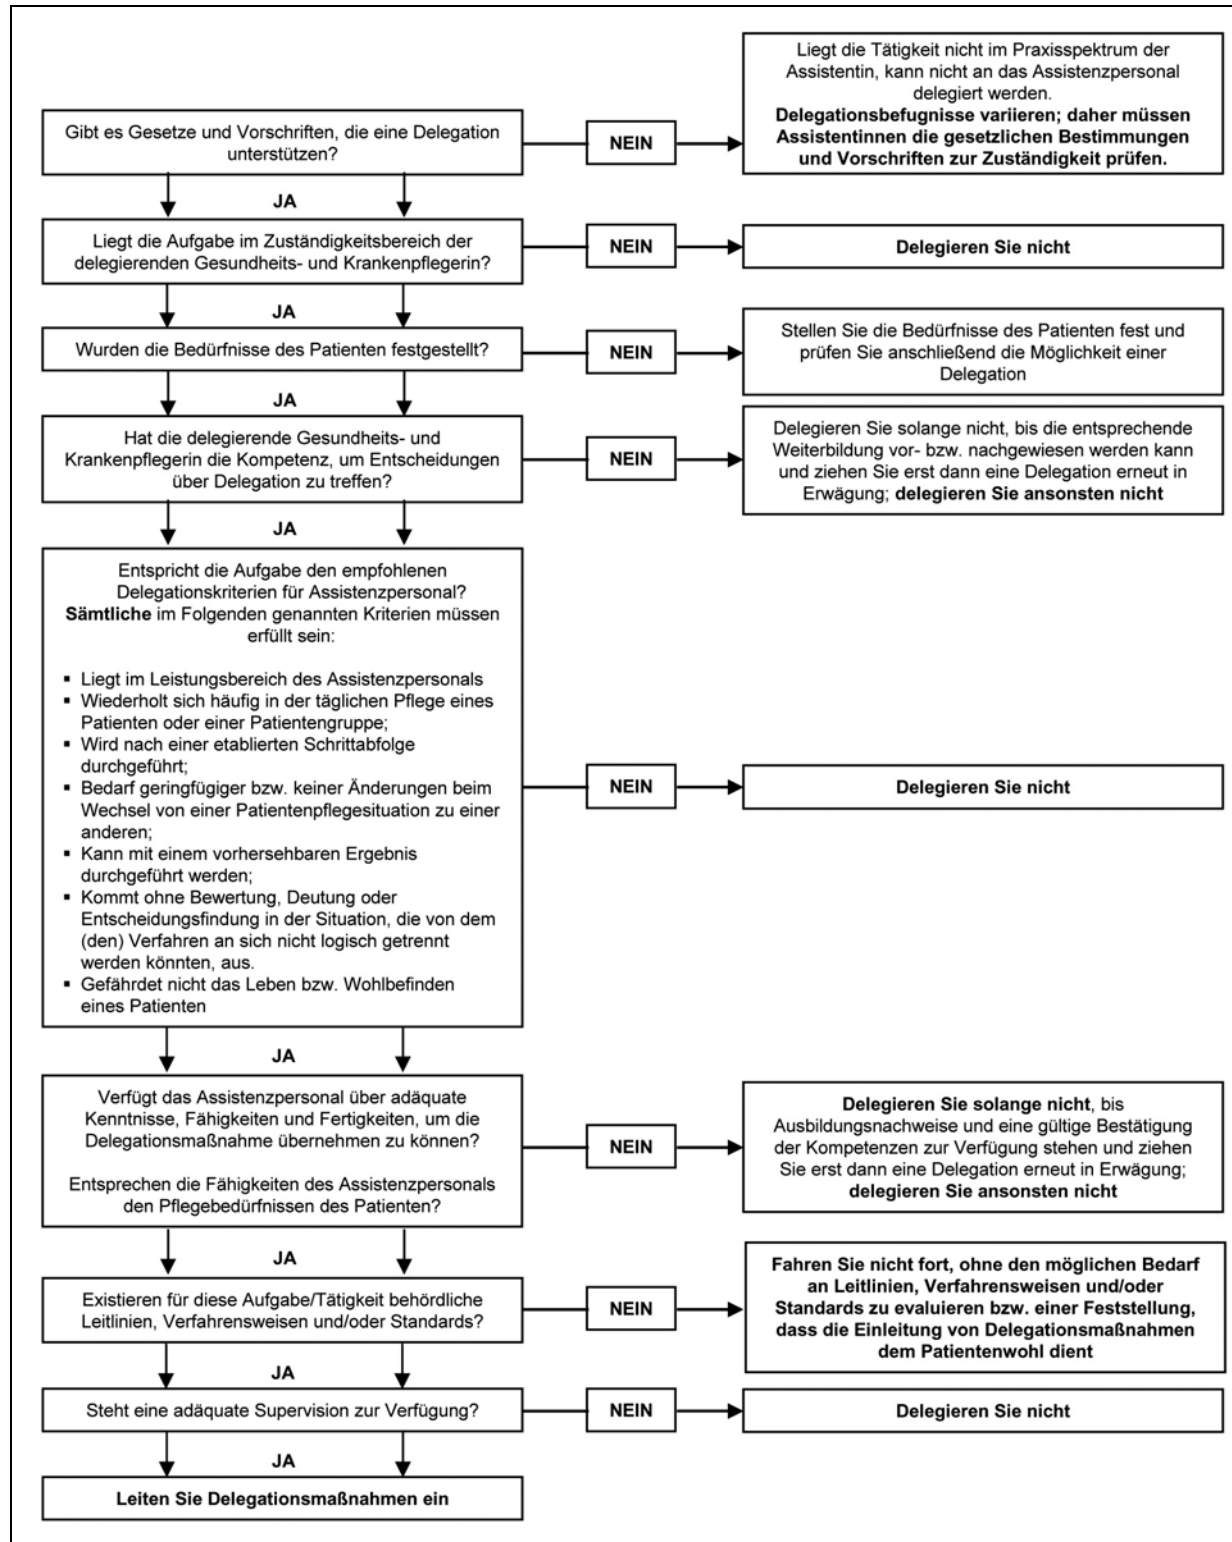 Gibt es Gesetze und Vorschriften, die eine Delegation
unterstützen?
NEIN
Liegt die Tätigkeit nicht im Praxisspektrum der
Assistentin, kann nicht an das Assistenzpersonal
delegiert werden.
Delegationsbefugnisse variieren; daher müssen
Assistentinnen die gesetzlichen Bestimmungen
und Vorschriften zur Zuständigkeit prüfen.
JA
Liegt die Aufgabe im Zuständigkeitsbereich der
delegierenden Gesundheits- und Krankenpflegerin?
NEIN
Delegieren Sie nicht
JA
Wurden die Bedürfnisse des Patienten festgestellt?
NEIN
Stellen Sie die Bedürfnisse des Patienten fest und
prüfen Sie anschließend die Möglichkeit einer
Delegation
JA
Hat die delegierende Gesundheits- und
Krankenpflegerin die Kompetenz, um Entscheidungen
über Delegation zu treffen?
NEIN
Delegieren Sie solange nicht, bis die entsprechende
Weiterbildung vor- bzw. nachgewiesen werden kann
und ziehen Sie erst dann eine Delegation erneut in
Erwägung; delegieren Sie ansonsten nicht
JA
Entspricht die Aufgabe den empfohlenen
Delegationskriterien für Assistenzpersonal?
Sämtliche im Folgenden genannten Kriterien müssen
erfüllt sein:
▪ Liegt im Leistungsbereich des Assistenzpersonals
▪ Wiederholt sich häufig in der täglichen Pflege eines
Patienten oder einer Patientengruppe;
▪ Wird nach einer etablierten Schrittabfolge
durchgeführt;
▪ Bedarf geringfügiger bzw. keiner Änderungen beim
Wechsel von einer Patientenpflegesituation zu einer
anderen;
▪ Kann mit einem vorhersehbaren Ergebnis
durchgeführt werden;
▪ Kommt ohne Bewertung, Deutung oder
Entscheidungsfindung in der Situation, die von dem
(den) Verfahren an sich nicht logisch getrennt
werden könnten, aus.
▪ Gefährdet nicht das Leben bzw. Wohlbefinden
eines Patienten
NEIN
Delegieren Sie nicht
JA
Verfügt das Assistenzpersonal über adäquate
Kenntnisse, Fähigkeiten und Fertigkeiten, um die
Delegationsmaßnahme übernehmen zu können?
Entsprechen die Fähigkeiten des Assistenzpersonals
den Pflegebedürfnissen des Patienten?
NEIN
Delegieren Sie solange nicht, bis
Ausbildungsnachweise und eine gültige Bestätigung
der Kompetenzen zur Verfügung stehen und ziehen
Sie erst dann eine Delegation erneut in Erwägung;
delegieren Sie ansonsten nicht
JA
Existieren für diese Aufgabe/Tätigkeit behördliche
Leitlinien, Verfahrensweisen und/oder Standards?
NEIN
Fahren Sie nicht fort, ohne den möglichen Bedarf
an Leitlinien, Verfahrensweisen und/oder
Standards zu evaluieren bzw. einer Feststellung,
dass die Einleitung von Delegationsmaßnahmen
dem Patientenwohl dient
JA
Steht eine adäquate Supervision zur Verfügung?
NEIN
Delegieren Sie nicht
JA
Leiten Sie Delegationsmaßnahmen ein